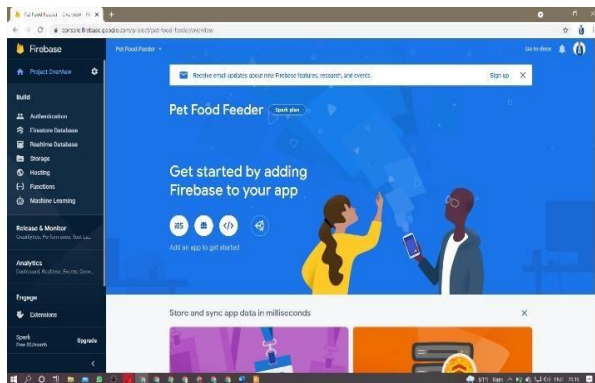 Firebase
Pet Food Feeder
Go to docs
Project Overview
Receive email updates about new Firebase features, research, and events
Sign up
Build
Pet Food Feeder
Spark plan
Authentication
Firestore Database
Realtime Database
Storage
Hosting
Functions
Machine Learning
Get started by adding
Firebase to your app
iOS
Add an app to get started
Release & Monitor
Analytics
Engage
Extensions
Store and sync app data in milliseconds
Spark
Upgrade